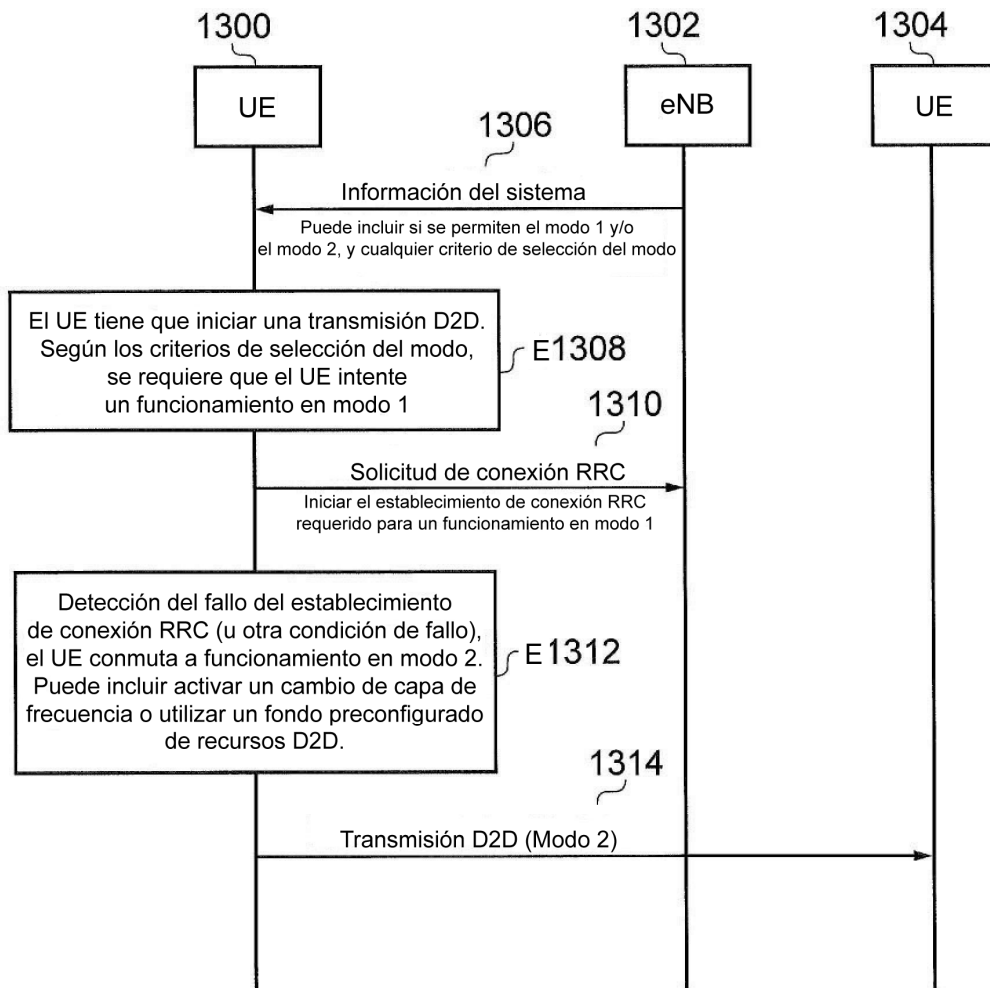 1300
1302
1304
UE
eNB
UE
1306
Información del sistema
Puede incluir si se permiten el modo 1 y/o
el modo 2, y cualquier criterio de selección del modo
El UE tiene que iniciar una transmisión D2D.
Según los criterios de selección del modo,
se requiere que el UE intente
un funcionamiento en modo 1
E1308
1310
Solicitud de conexión RRC
Iniciar el establecimiento de conexión RRC
requerido para un funcionamiento en modo 1
Detección del fallo del establecimiento
de conexión RRC (u otra condición de fallo),
el UE conmuta a funcionamiento en modo 2.
Puede incluir activar un cambio de capa de
frecuencia o utilizar un fondo preconfigurado
de recursos D2D.
E1312
1314
Transmisión D2D (Modo 2)